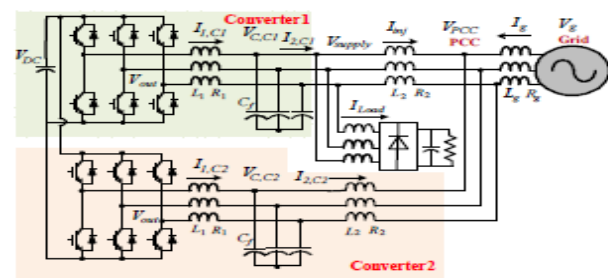 Converter1
I1,C1
VC,C1
I2,C1
Vsupply
Iinj
VPCC
PCC
Ig
Vg
Grid
VDC
Vout
L1 R1
Cf
L2 R2
Lg Rg
ILoad
I1,C2
VC,C2
I2,C2
Vout
L1 R1
Cf
L2 R2
Converter2